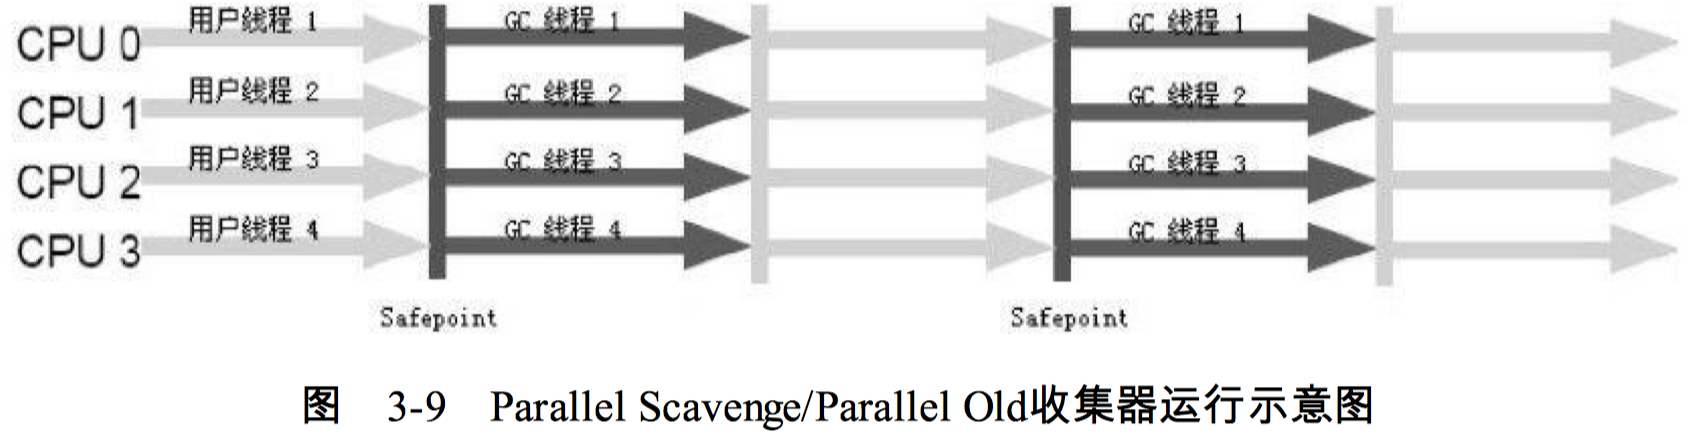 CPU 0 用户线程 1 GC 线程 1 GC 线程 1
CPU 1 用户线程 2 GC 线程 2 GC 线程 2
CPU 2 用户线程 3 GC 线程 3 GC 线程 3
CPU 3 用户线程 4 GC 线程 4 GC 线程 4
Safepoint Safepoint
图 3-9 Parallel Scavenge/Parallel Old收集器运行示意图